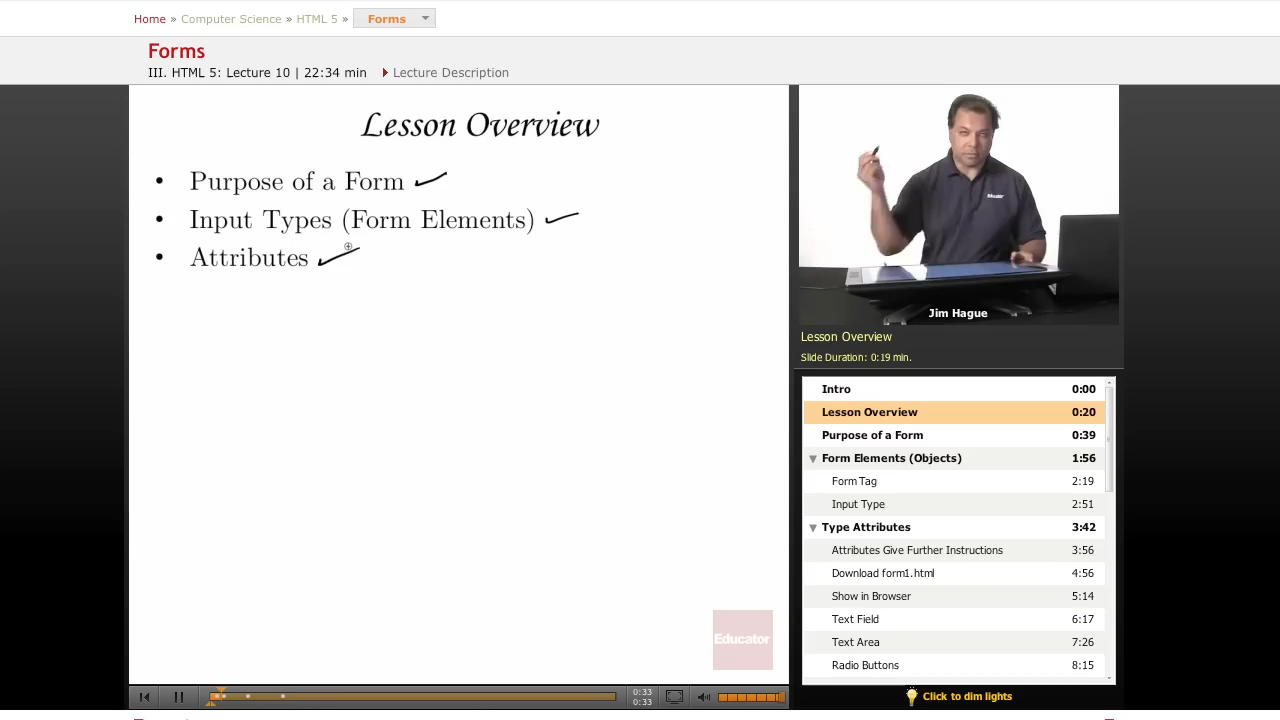 Home » Computer Science » HTML 5 » Forms
Forms
III. HTML 5: Lecture 10 | 22:34 min Lecture Description
Lesson Overview
• Purpose of a Form
• Input Types (Form Elements)
• Attributes
Educator
0:33
0:33
Educator
Jim Hague
Lesson Overview
Slide Duration: 0:19 min.
Intro 0:00
Lesson Overview 0:20
Purpose of a Form 0:39
Form Elements (Objects) 1:56
Form Tag 2:19
Input Type 2:51
Type Attributes 3:42
Attributes Give Further Instructions 3:56
Download form1.html 4:56
Show in Browser 5:14
Text Field 6:17
Text Area 7:26
Radio Buttons 8:15
Click to dim lights